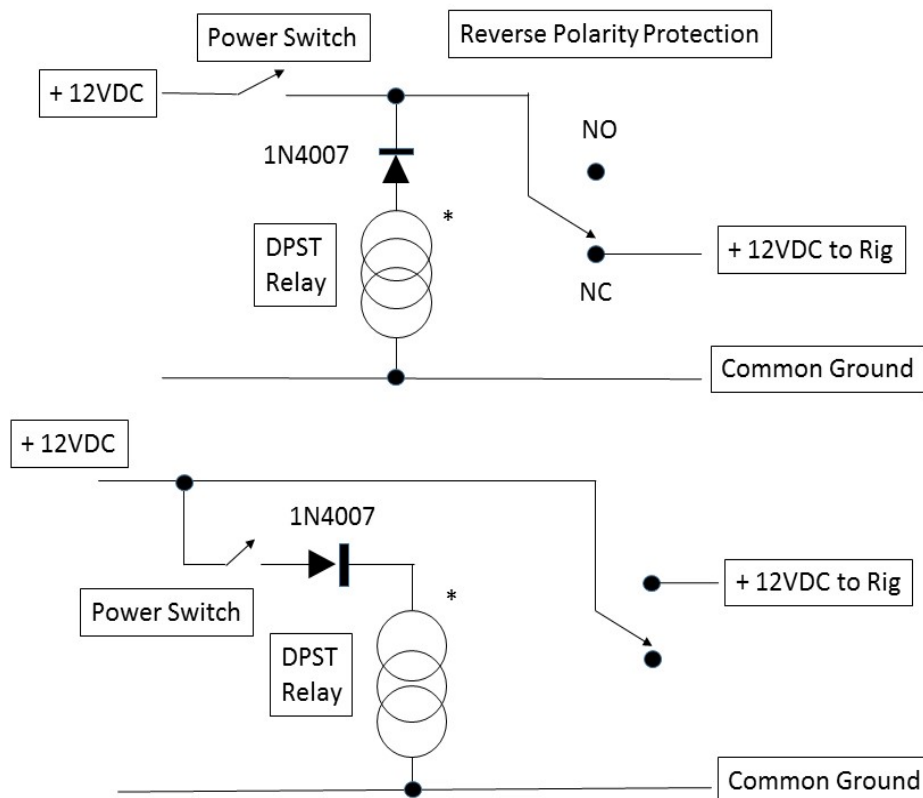 Power Switch
Reverse Polarity Protection
+ 12VDC
1N4007
NO
*
DPST
Relay
+ 12VDC to Rig
NC
Common Ground
+ 12VDC
1N4007
Power Switch
*
+ 12VDC to Rig
DPST
Relay
Common Ground